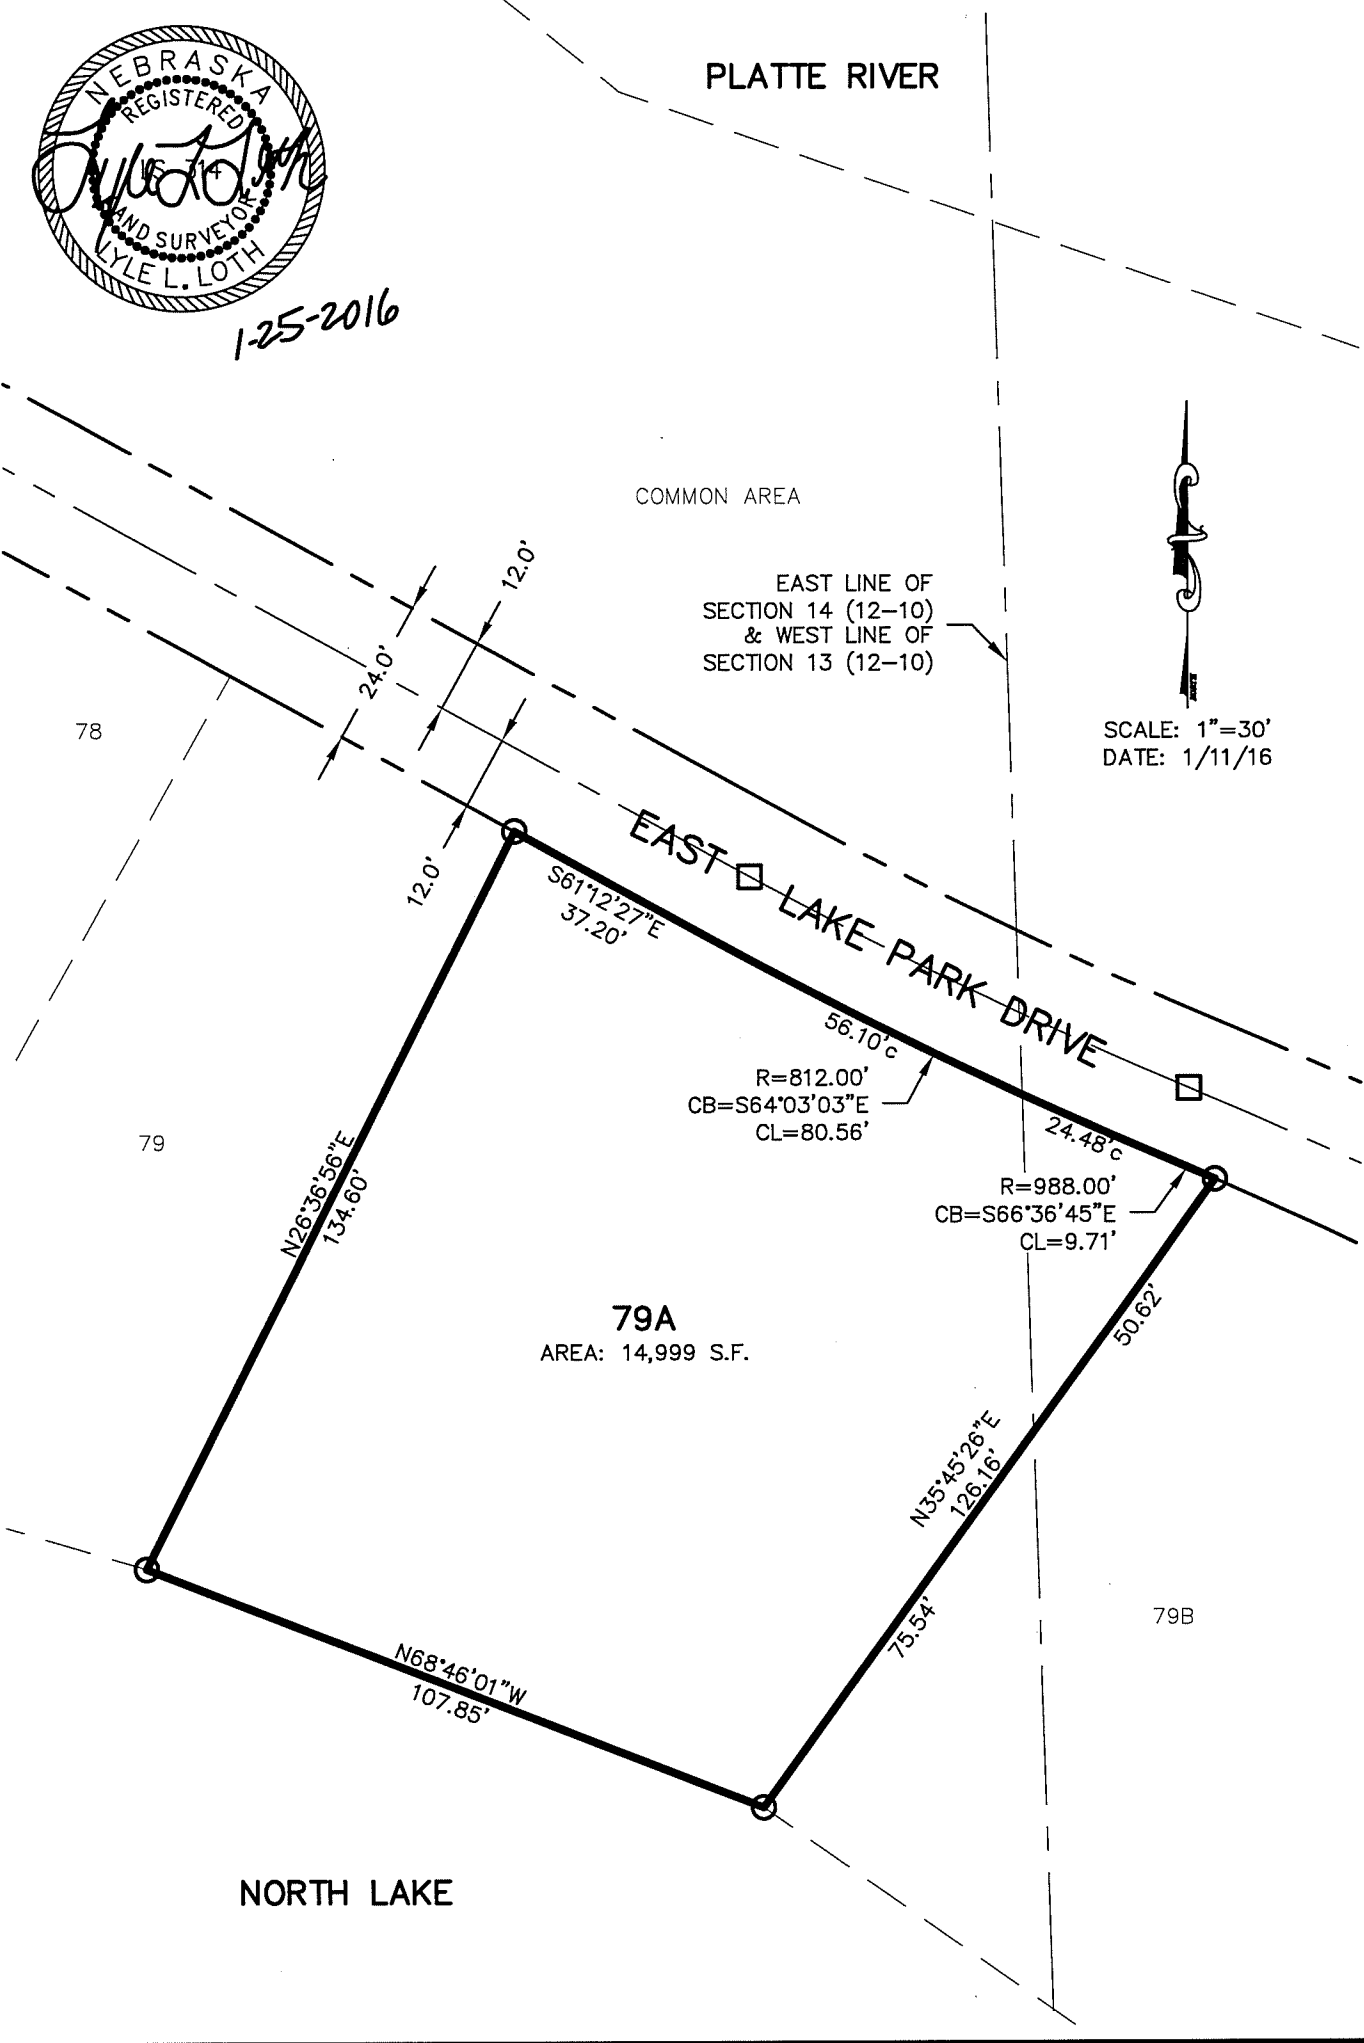 NEBRASKA
REGISTERED
LS 314
LAND SURVEYOR
LYLE L. LOTH
1-25-2016
PLATTE RIVER
COMMON AREA
EAST LINE OF
SECTION 14 (12-10)
& WEST LINE OF
SECTION 13 (12-10)
NORTH
SCALE: 1"=30'
DATE: 1/11/16
12.0'
24.0'
12.0'
78
EAST LAKE PARK DRIVE
S61°12'27"E
37.20'
56.10'c
R=812.00'
CB=S64°03'03"E
CL=80.56'
24.48'c
R=988.00'
CB=S66°36'45"E
CL=9.71'
79
N26°36'56"E
134.60'
79A
AREA: 14,999 S.F.
50.62'
N35°45'26"E
126.16'
75.54'
79B
N68°46'01"W
107.85'
NORTH LAKE